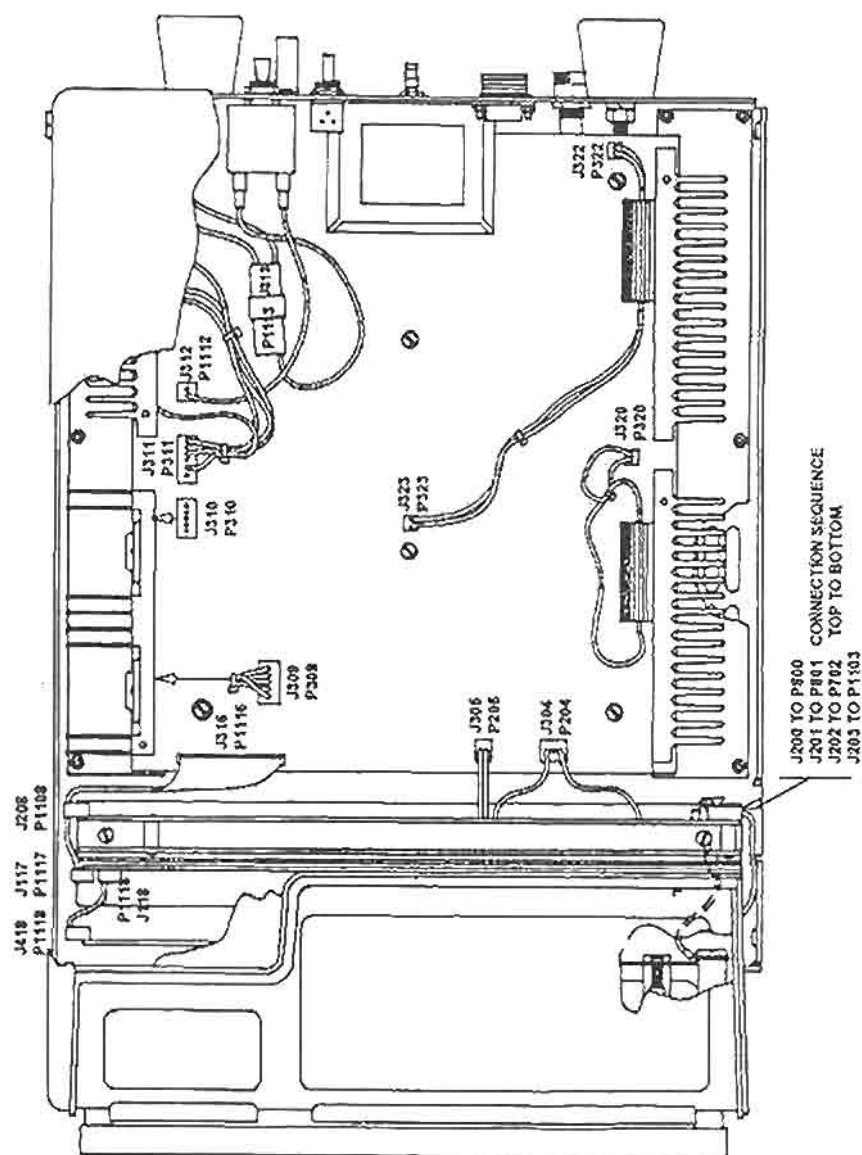 J418
P1118
J117
P1117
J208
P1108
P1118
J218
J316
P1116
J309
P309
J310
P310
J311
P311
J312
P1112
P1113
J313
J305
P205
J304
P204
J323
P323
J320
P320
J322
P322
J200 TO P800
J201 TO P801
J202 TO P702
J203 TO P1103
CONNECTION SEQUENCE
TOP TO BOTTOM